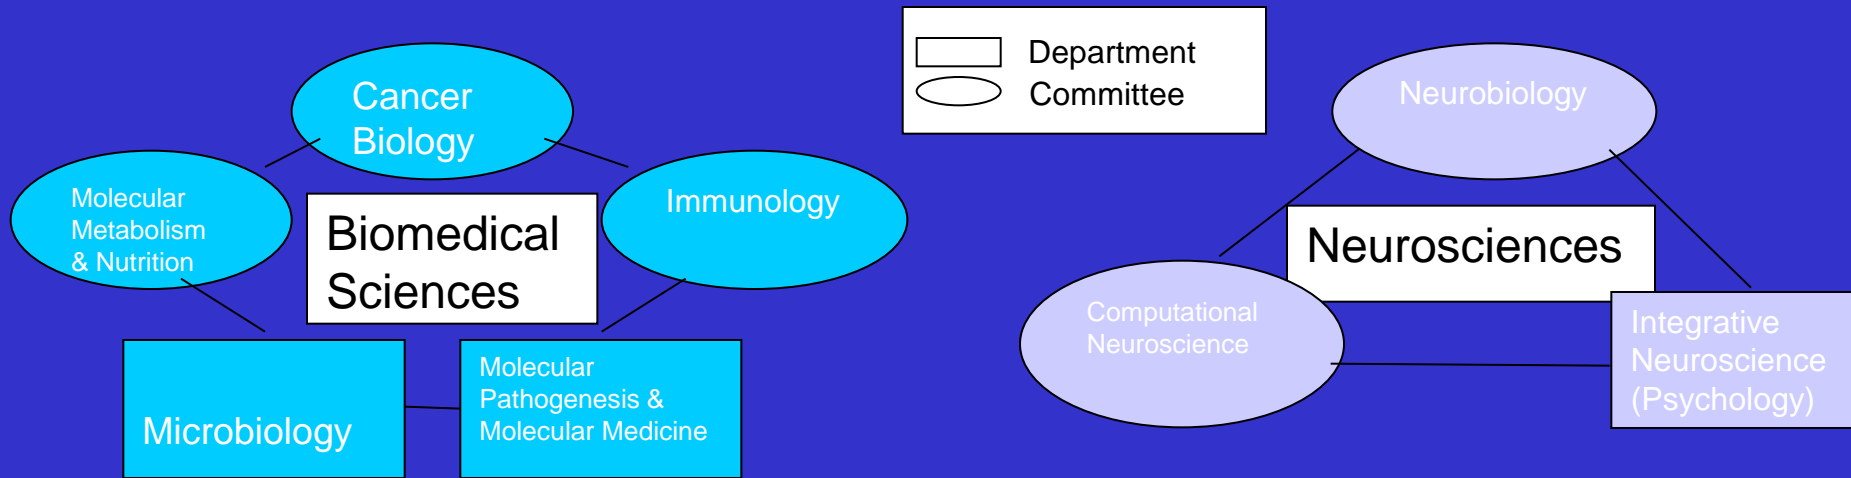 Cancer
Biology
Molecular
Metabolism
& Nutrition
Biomedical
Sciences
Immunology
Microbiology
Molecular
Pathogenesis &
Molecular Medicine
Department
Committee
Neurobiology
Neurosciences
Computational
Neuroscience
Integrative
Neuroscience
(Psychology)